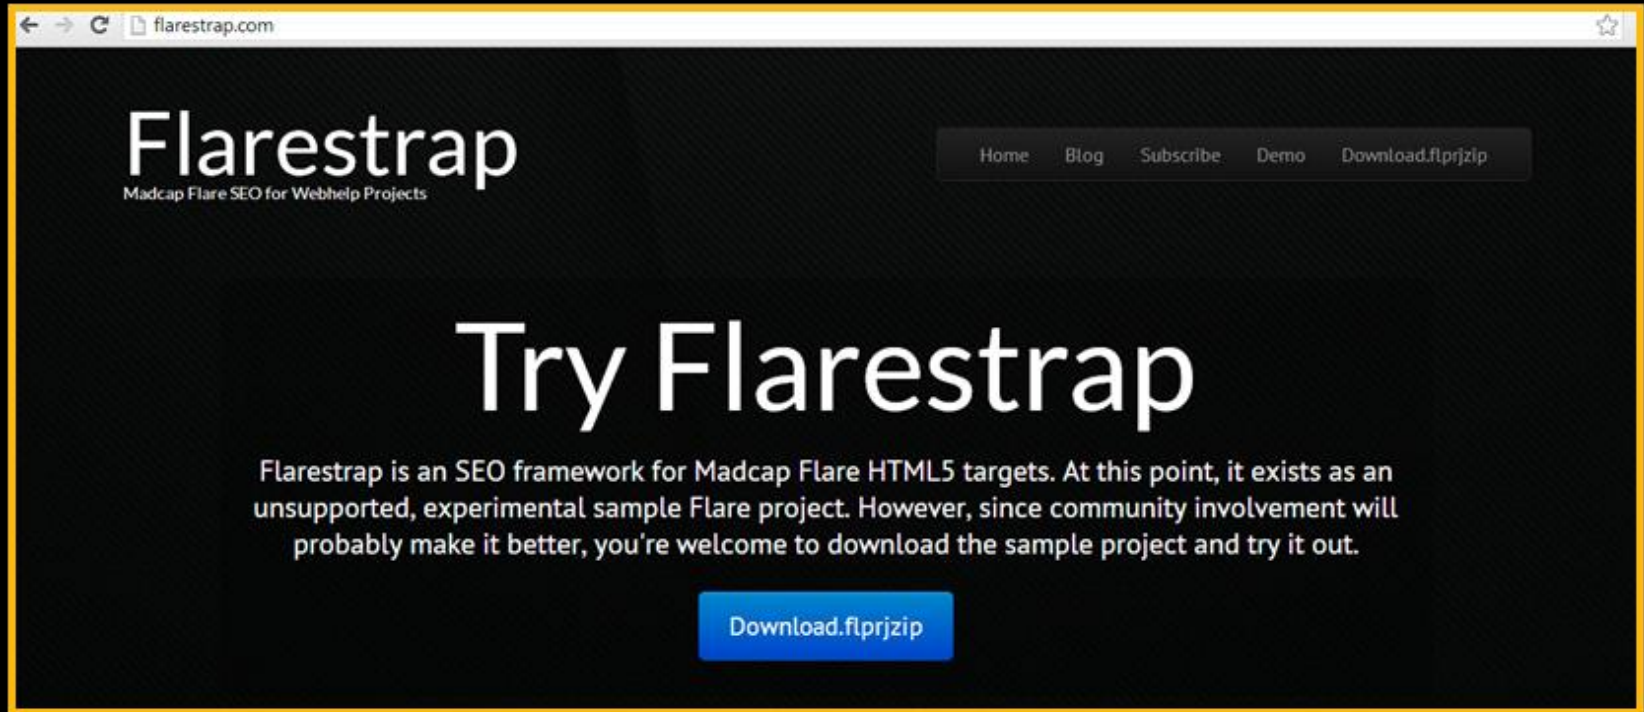 flarestrap.com
Flarestrap
Madcap Flare SEO for Webhelp Projects
Home Blog Subscribe Demo Download.flprjzip
Try Flarestrap
Flarestrap is an SEO framework for Madcap Flare HTML5 targets. At this point, it exists as an
unsupported, experimental sample Flare project. However, since community involvement will
probably make it better, you're welcome to download the sample project and try it out.
Download.flprjzip